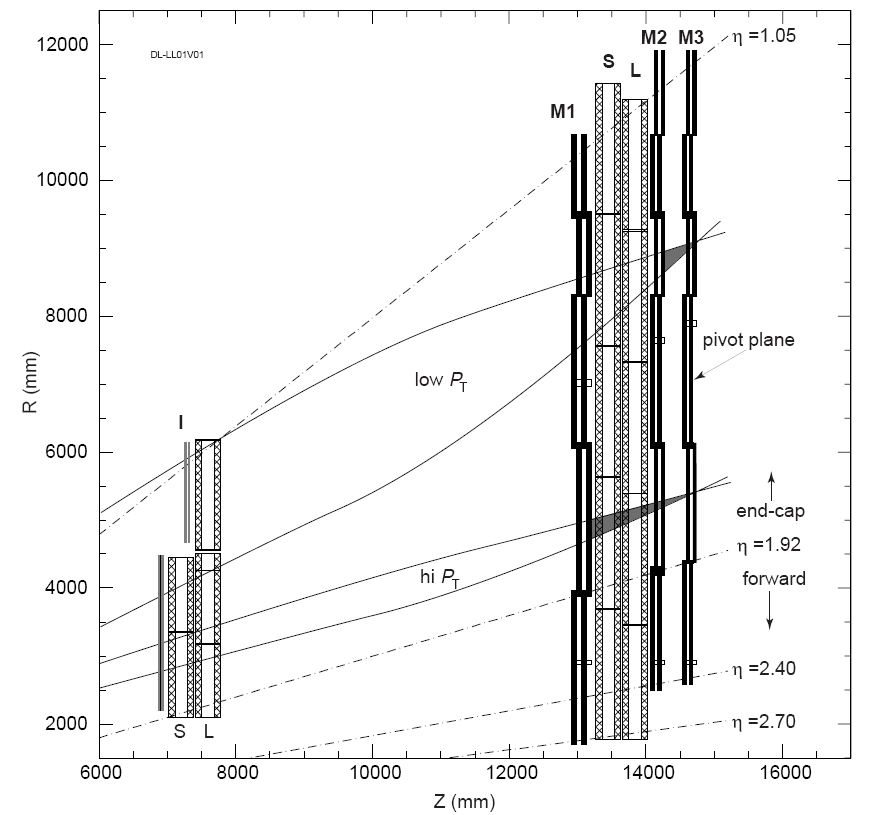 12000
10000
8000
6000
4000
2000
R (mm)
DL-LL01V01
M2 M3
η =1.05
S
L
M1
pivot plane
low PT
I
end-cap
η =1.92
hi PT
forward
η =2.40
η =2.70
S L
6000 8000 10000 12000 14000 16000
Z (mm)